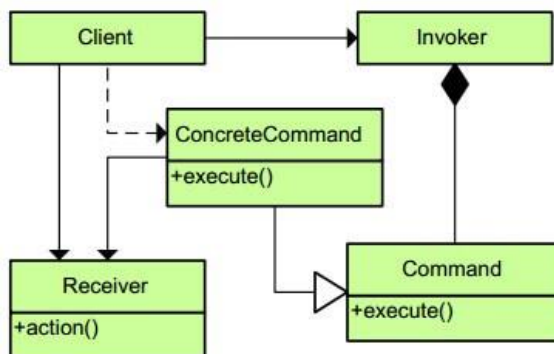 Client
Invoker
ConcreteCommand
+execute()
Receiver
+action()
Command
+execute()